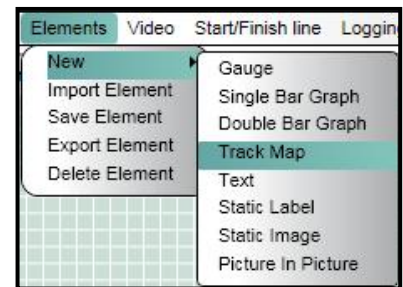 Elements Video Start/Finish line Loggin
New
Import Element
Save Element
Export Element
Delete Element
Gauge
Single Bar Graph
Double Bar Graph
Track Map
Text
Static Label
Static Image
Picture In Picture